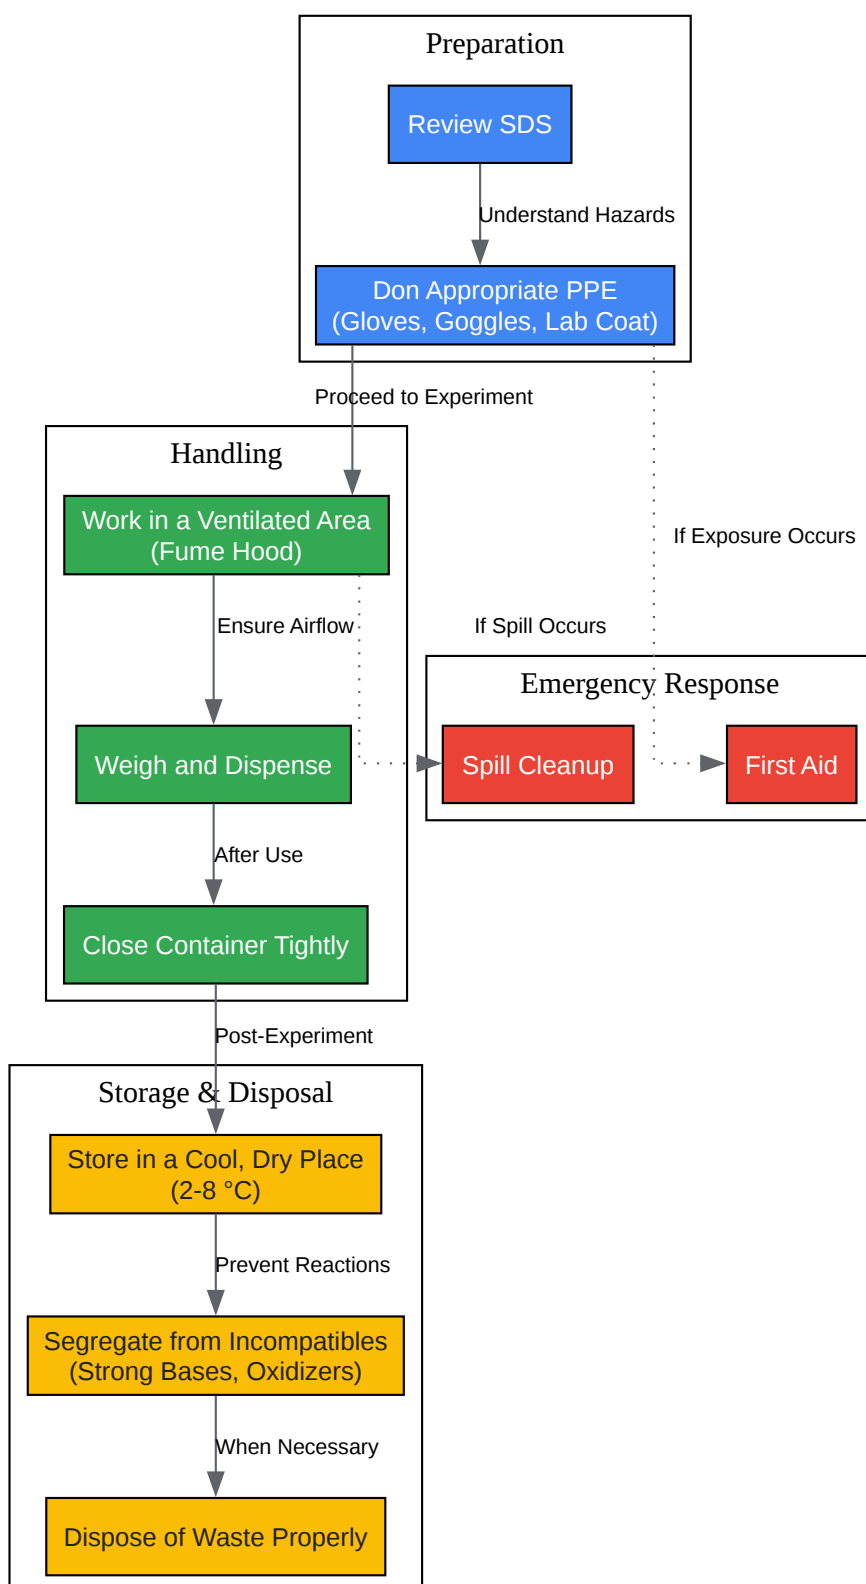 Preparation
Review SDS
Understand Hazards
Don Appropriate PPE
(Gloves, Goggles, Lab Coat)
Proceed to Experiment
Handling
Work in a Ventilated Area
(Fume Hood)
If Exposure Occurs
Ensure Airflow
If Spill Occurs
Emergency Response
Weigh and Dispense
Spill Cleanup
First Aid
After Use
Close Container Tightly
Post-Experiment
Storage & Disposal
Store in a Cool, Dry Place
(2-8 °C)
Prevent Reactions
Segregate from Incompatibles
(Strong Bases, Oxidizers)
When Necessary
Dispose of Waste Properly